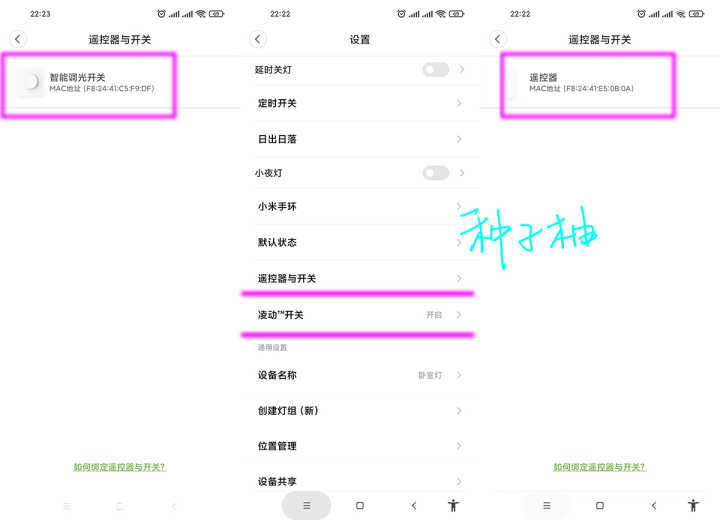 22:23
69
遥控器与开关
智能调光开关
MAC地址 (F8:24:41:C5:F9:DF)
如何绑定遥控器与开关?
22:22
69
设置
延时关灯
定时开关
日出日落
小夜灯
小米手环
默认状态
遥控器与开关
凌动™开关 开启
通用设置
设备名称 卧室灯
创建灯组 (新)
位置管理
设备共享
22:22
69
遥控器与开关
遥控器
MAC地址 (F8:24:41:E5:0B:0A)
种子柚
如何绑定遥控器与开关?